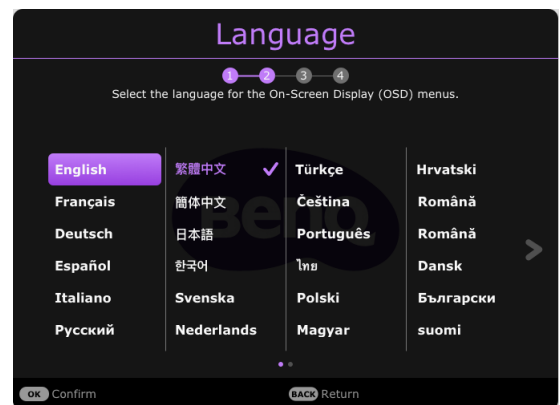 Language
1 2 3 4
Select the language for the On-Screen Display (OSD) menus.
English 繁體中文 Türkçe Hrvatski
Français 簡体中文 Čeština Română
Deutsch 日本語 Português Română
Español 한국어 ไทย Dansk
Italiano Svenska Polski Български
Русский Nederlands Magyar suomi
BenQ
OK Confirm BACK Return